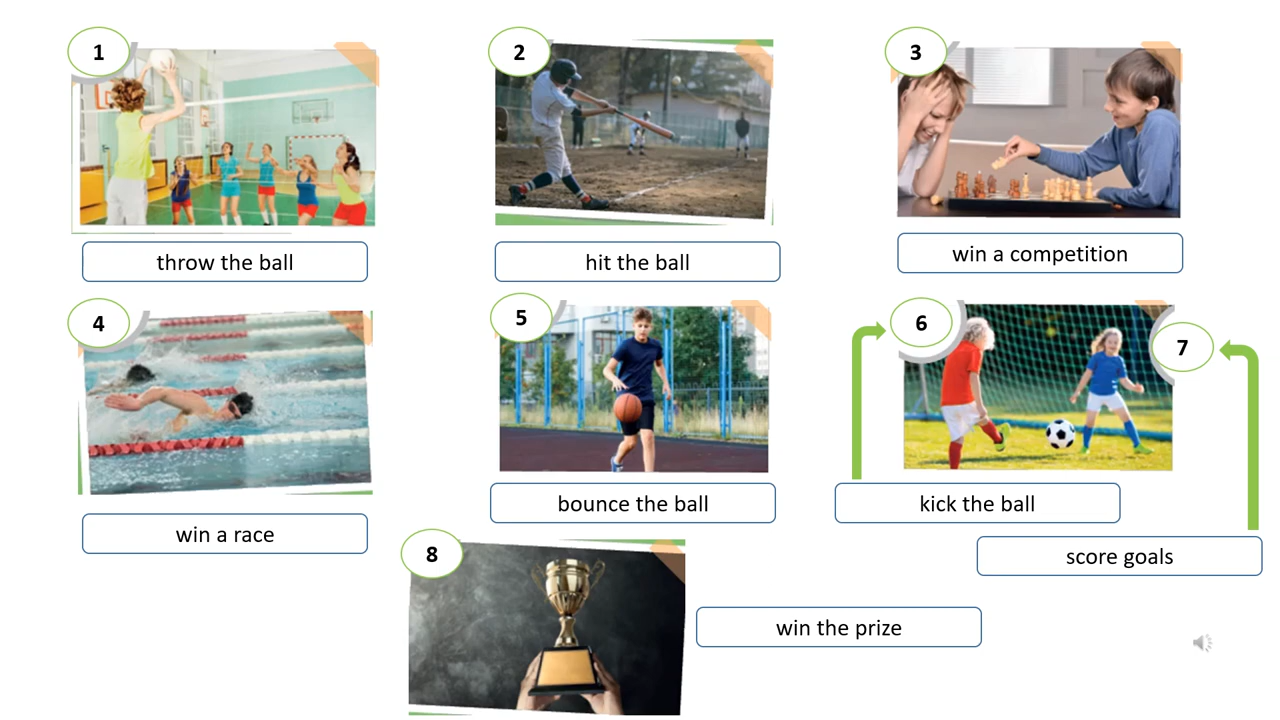 1
throw the ball
2
hit the ball
3
win a competition
4
win a race
5
bounce the ball
6
kick the ball
7
score goals
8
win the prize